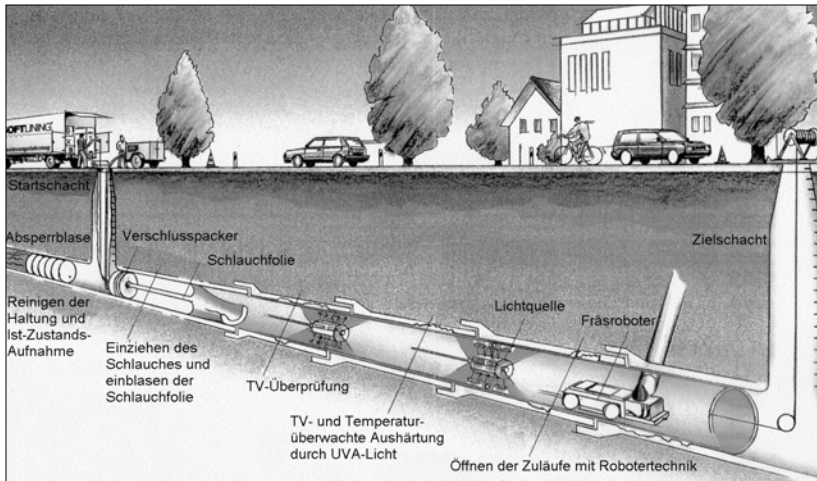 SOFTLINING
Startschacht
Absperrblase
Verschlusspacker
Schlauchfolie
Zielschacht
Lichtquelle
Fräsroboter
Reinigen der
Haltung und
Ist-Zustands-
Aufnahme
Einziehen des
Schlauches und
einblasen der
Schlauchfolie
TV-Überprüfung
TV- und Temperatur-
überwachte Aushärtung
durch UVA-Licht
Öffnen der Zuläufe mit Robotertechnik